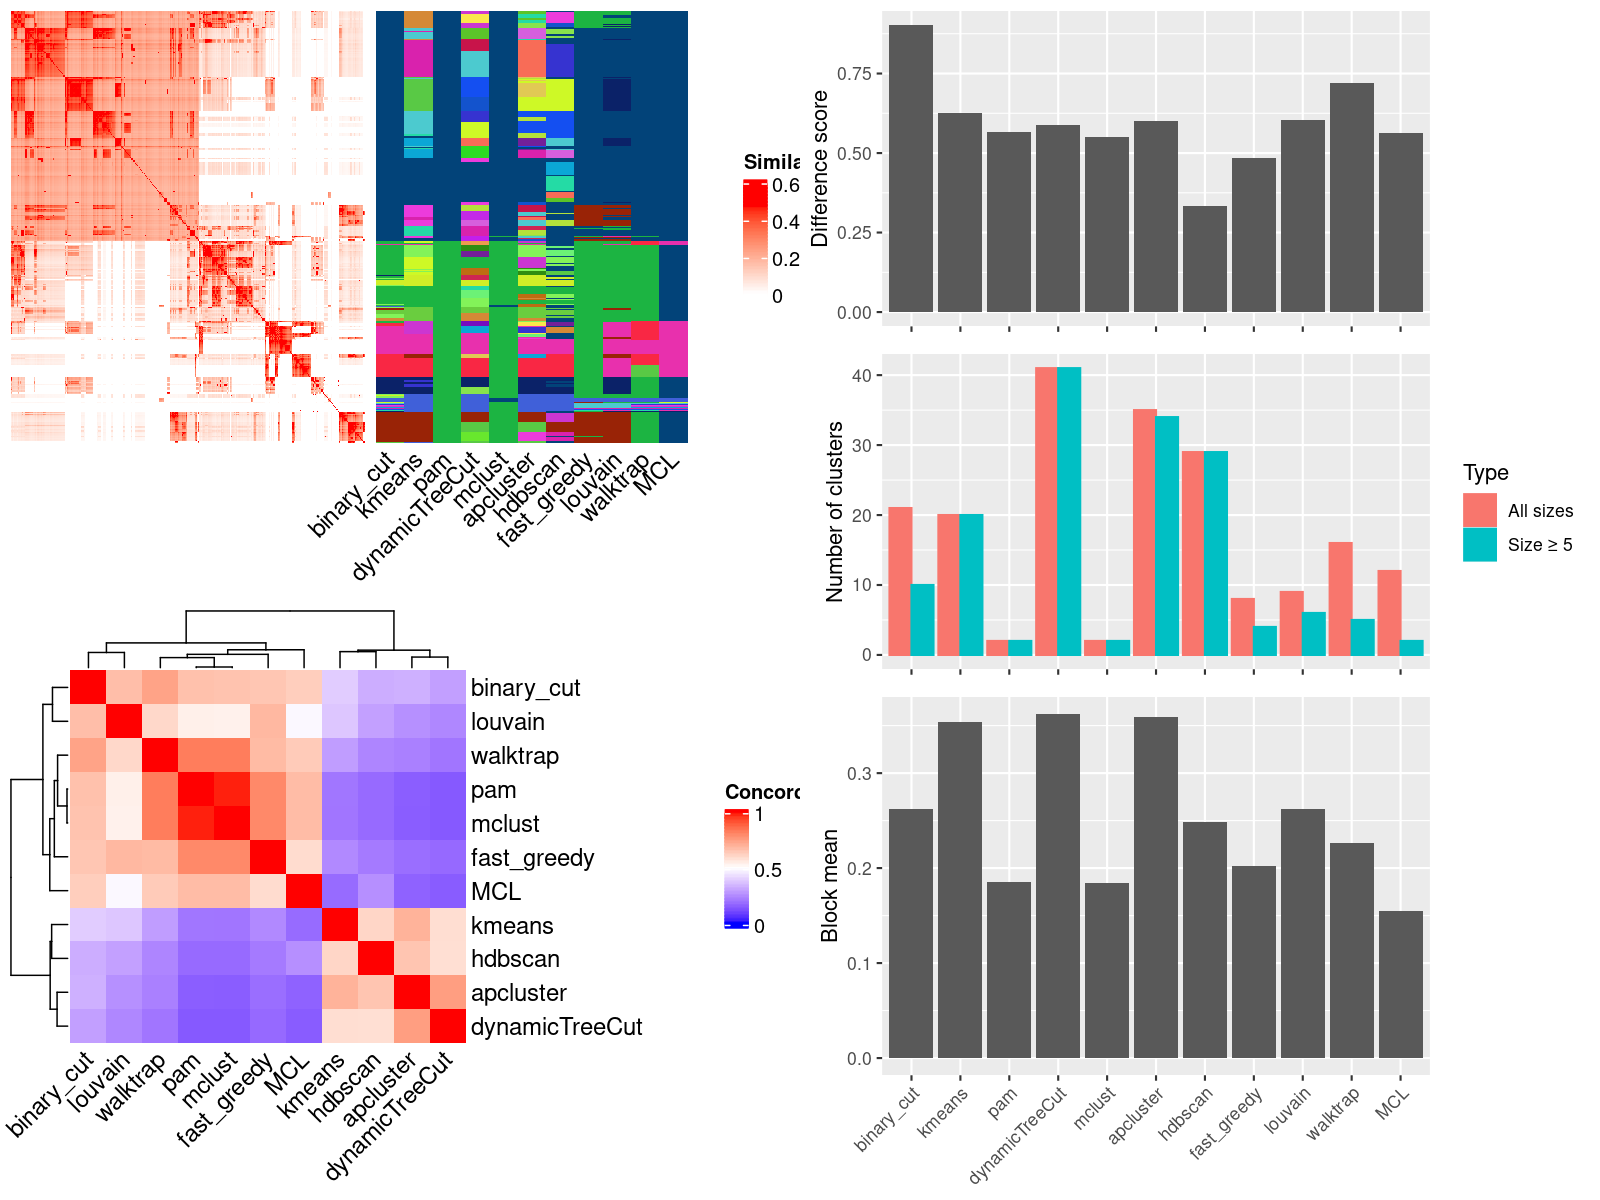 Simila
0.6
0.4
0.2
0
binary_cut
kmeans
pam
dynamicTreeCut
mclust
apcluster
hdbscan
fast_greedy
louvain
walktrap
MCL
binary_cut
louvain
walktrap
pam
mclust
fast_greedy
MCL
kmeans
hdbscan
apcluster
dynamicTreeCut
binary_cut
louvain
walktrap
pam
mclust
fast_greedy
MCL
kmeans
hdbscan
apcluster
dynamicTreeCut
Concord
1
0.5
0
Difference score
0.75
0.50
0.25
0.00
Number of clusters
40
30
20
10
0
Type
All sizes
Size ≥ 5
Block mean
0.3
0.2
0.1
0.0
binary_cut
kmeans
pam
dynamicTreeCut
mclust
apcluster
hdbscan
fast_greedy
louvain
walktrap
MCL